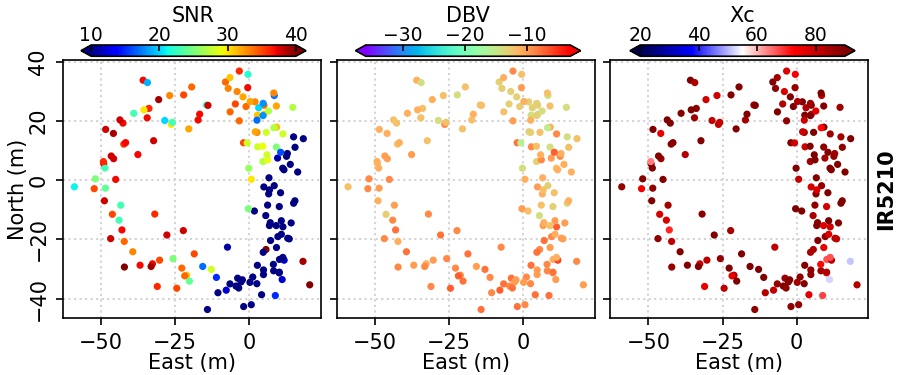 SNR DBV Xc
10 20 30 40 −30 −20 −10 20 40 60 80
40
20
0
−20
−40
North (m)
IR5210
−50 −25 0 −50 −25 0 −50 −25 0
East (m) East (m) East (m)